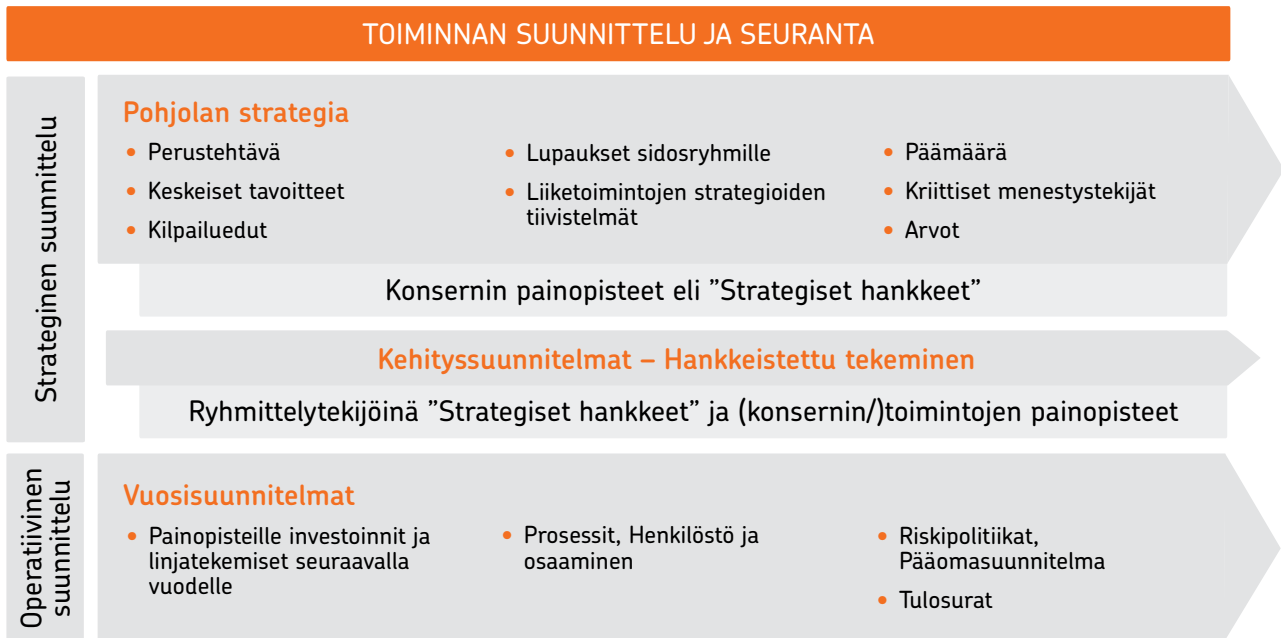 TOIMINNAN SUUNNITTELU JA SEURANTA
Strateginen suunnittelu
Pohjolan strategia
• Perustehtävä
• Keskeiset tavoitteet
• Kilpailuedut
• Lupaukset sidosryhmille
• Liiketoimintojen strategioiden
tiivistelmät
• Päämäärä
• Kriittiset menestystekijät
• Arvot
Konsernin painopisteet eli ”Strategiset hankkeet”
Kehityssuunnitelmat – Hankkeistettu tekeminen
Ryhmittelytekijöinä ”Strategiset hankkeet” ja (konsernin/)toimintojen painopisteet
Operatiivinen
suunnittelu
Vuosisuunnitelmat
• Painopisteille investoinnit ja
linjatekemiset seuraavalla
vuodelle
• Prosessit, Henkilöstö ja
osaaminen
• Riskipolitiikat,
Pääomasuunnitelma
• Tulosurat